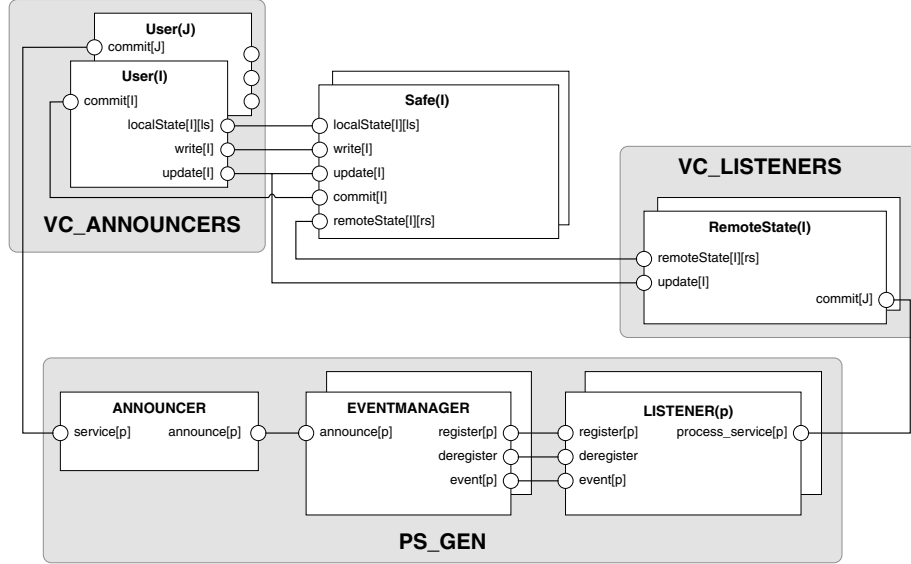 User(J)
commit[J]
User(I)
commit[I]
localState[I][ls]
write[I]
update[I]
VC_ANNOUNCERS
Safe(I)
localState[I][ls]
write[I]
update[I]
commit[I]
remoteState[I][rs]
VC_LISTENERS
RemoteState(I)
remoteState[I][rs]
update[I]
commit[J]
ANNOUNCER
service[p] announce[p]
EVENTMANAGER
announce[p] register[p]
deregister
event[p]
LISTENER(p)
register[p] process_service[p]
deregister
event[p]
PS_GEN